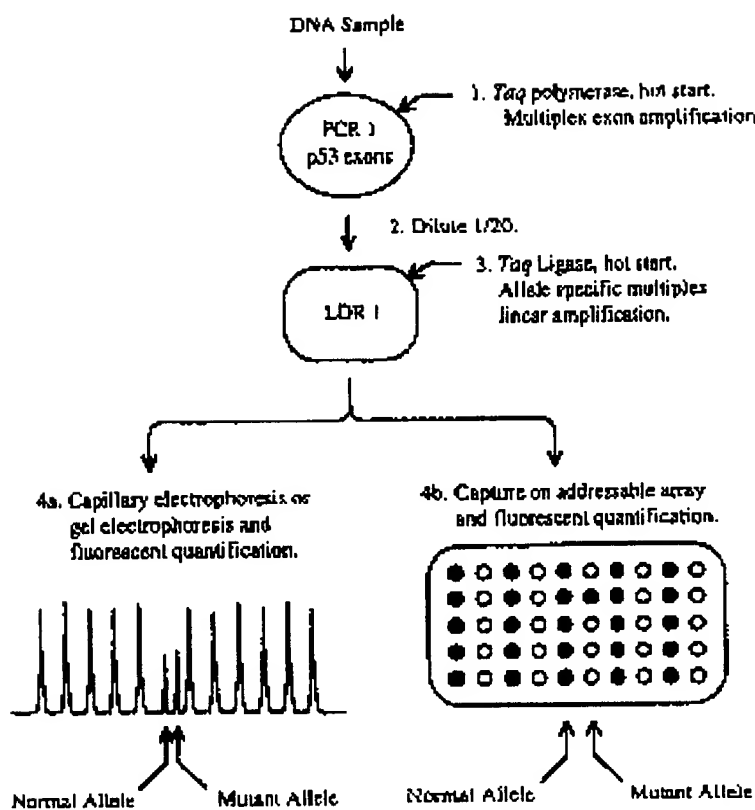 DNA Sample
1. Taq polymerase, hot start.
Multiplex exon amplification
PCR 1
p53 exons
2. Dilute 1/20.
3. Taq Ligase, hot start.
Allele specific multiplex
linear amplification.
LDR 1
4a. Capillary electrophoresis or
gel electrophoresis and
fluorescent quantification.
4b. Capture on addressable array
and fluorescent quantification.
Normal Allele
Mutant Allele
Normal Allele
Mutant Allele